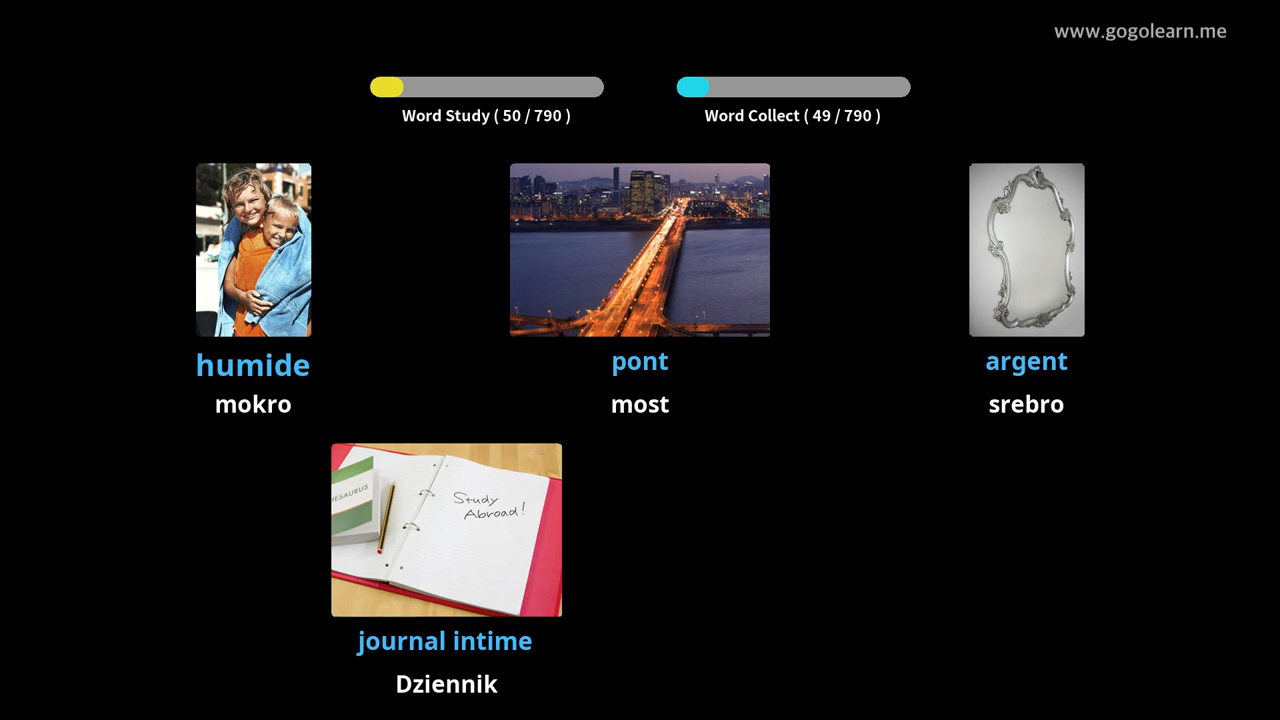 www.gogolearn.me
Word Study ( 50 / 790 )
Word Collect ( 49 / 790 )
humide
mokro
pont
most
argent
srebro
HESAURUS
Study
Abroad!
journal intime
Dziennik